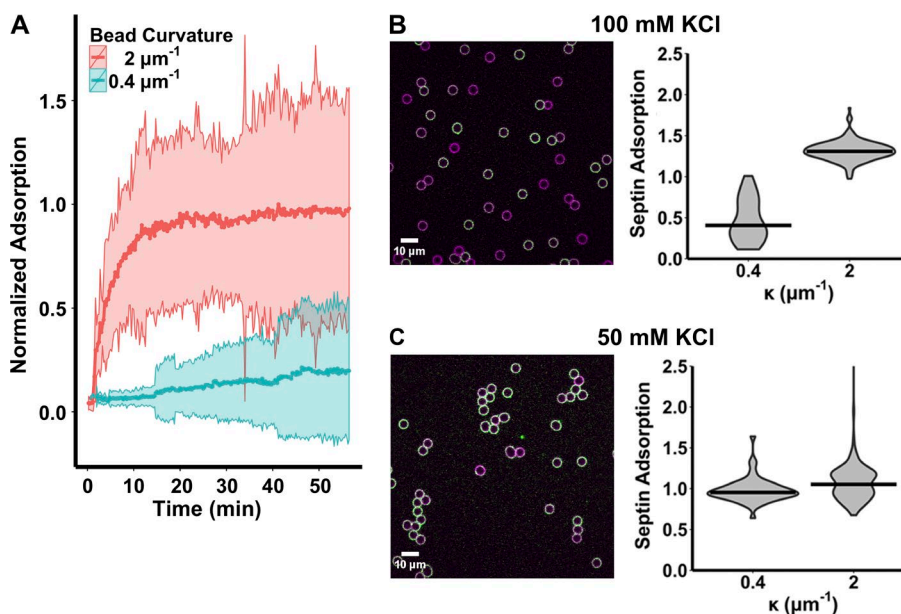 A
Bead Curvature
2 µm⁻¹
0.4 µm⁻¹
Normalized Adsorption
1.5
1.0
0.5
0.0
0 10 20 30 40 50
Time (min)
B
100 mM KCl
10 µm
Septin Adsorption
2.5
2.0
1.5
1.0
0.5
0.0
0.4 2
κ (µm⁻¹)
C
50 mM KCl
10 µm
Septin Adsorption
2.5
2.0
1.5
1.0
0.5
0.0
0.4 2
κ (µm⁻¹)